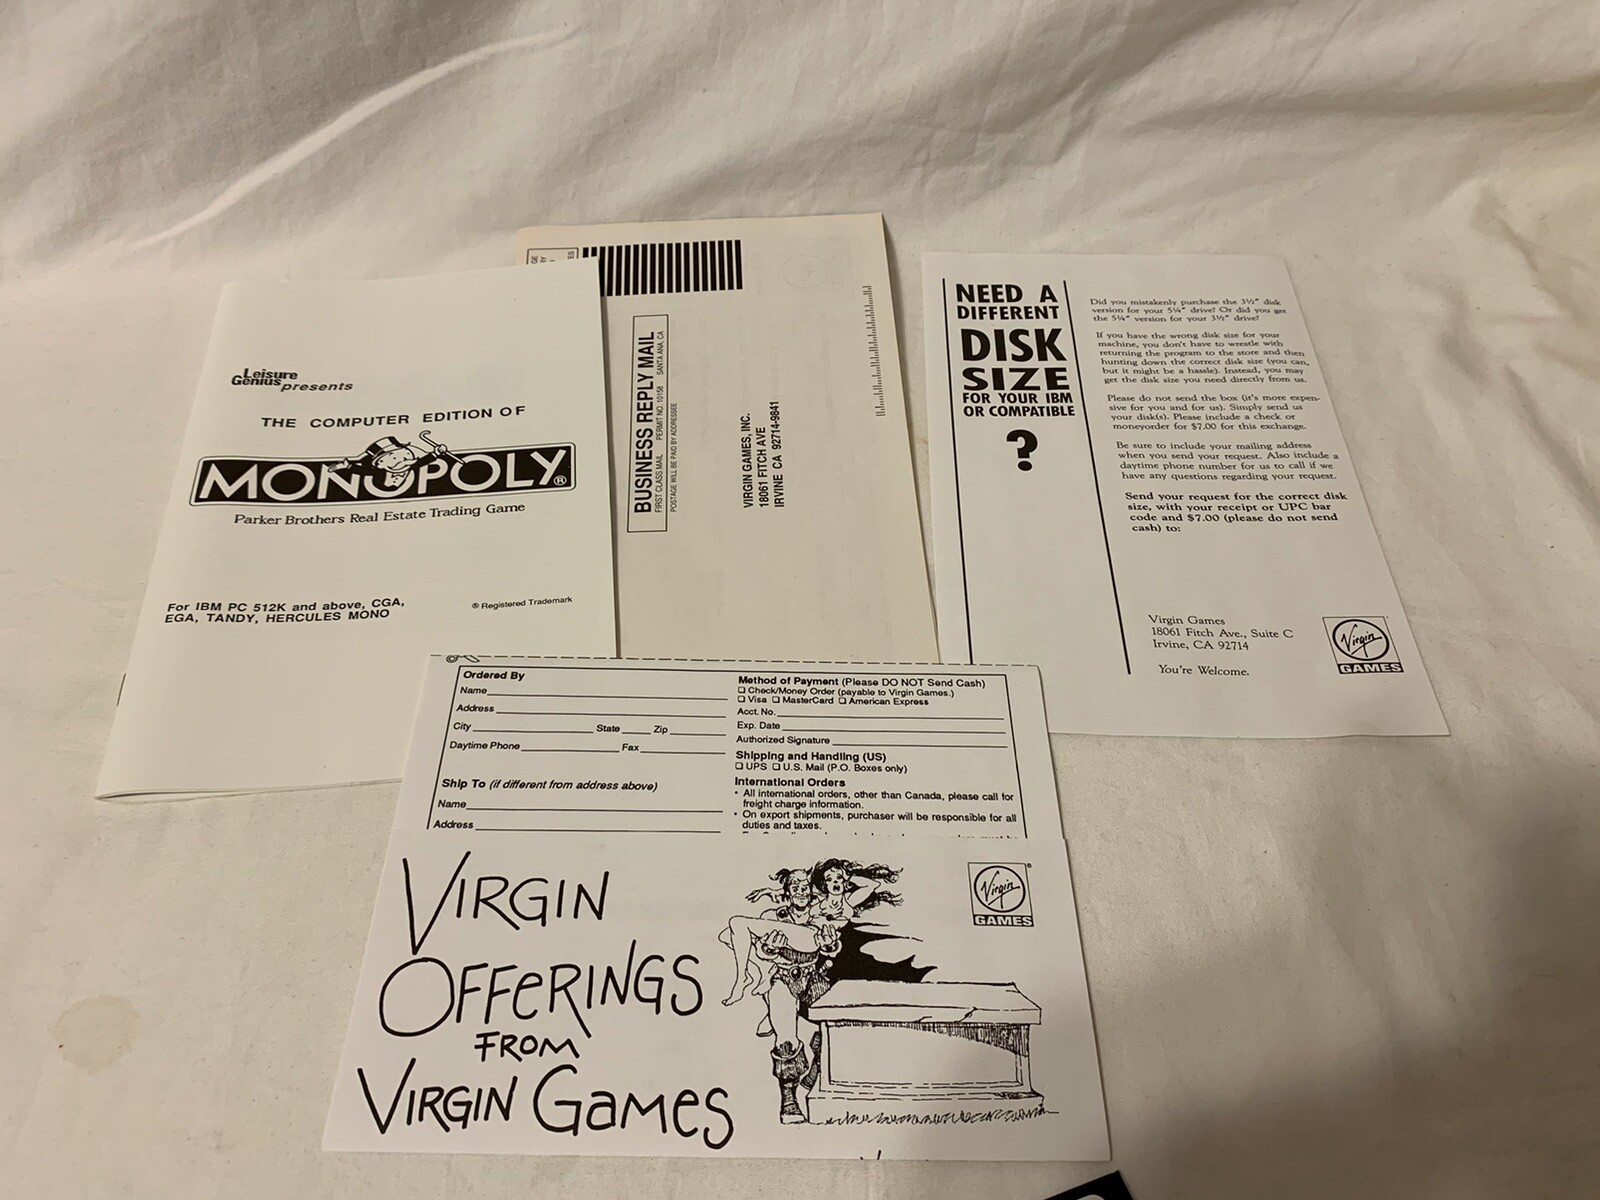 Leisure
Genius presents
THE COMPUTER EDITION OF
MONOPOLY®
Parker Brothers Real Estate Trading Game
For IBM PC 512K and above, CGA,
EGA, TANDY, HERCULES MONO
® Registered Trademark
BUSINESS REPLY MAIL
FIRST CLASS MAIL PERMIT NO. 10158 SANTA ANA, CA
POSTAGE WILL BE PAID BY ADDRESSEE
VIRGIN GAMES, INC.
18061 FITCH AVE
IRVINE CA 92714-9841
NEED A
DIFFERENT
DISK
SIZE
FOR YOUR IBM
OR COMPATIBLE
?
Did you mistakenly purchase the 3½" disk
version for your 5¼" drive? Or did you get
the 5¼" version for your 3½" drive?
If you have the wrong disk size for your
machine, you don't have to wrestle with
returning the program to the store and then
hunting down the correct disk size (you can,
but it might be a hassle). Instead, you may
get the disk size you need directly from us.
Please do not send the box (it's more expen-
sive for you and for us). Simply send us
your disk(s). Please include a check or
moneyorder for $7.00 for this exchange.
Be sure to include your mailing address
when you send your request. Also include a
daytime phone number for us to call if we
have any questions regarding your request.
Send your request for the correct disk
size, with your receipt or UPC bar
code and $7.00 (please do not send
cash) to:
Virgin Games
18061 Fitch Ave., Suite C
Irvine, CA 92714
You're Welcome.
Virgin
GAMES
Ordered By
Name
Address
City State Zip
Daytime Phone Fax
Ship To (if different from address above)
Name
Address
Method of Payment (Please DO NOT Send Cash)
❑ Check/Money Order (payable to Virgin Games.)
❑ Visa ❑ MasterCard ❑ American Express
Acct. No.
Exp. Date
Authorized Signature
Shipping and Handling (US)
❑ UPS ❑ U.S. Mail (P.O. Boxes only)
International Orders
• All international orders, other than Canada, please call for
freight charge information.
• On export shipments, purchaser will be responsible for all
duties and taxes.
VIRGIN
OFFERINGS
FROM
VIRGIN GAMES
Virgin
GAMES